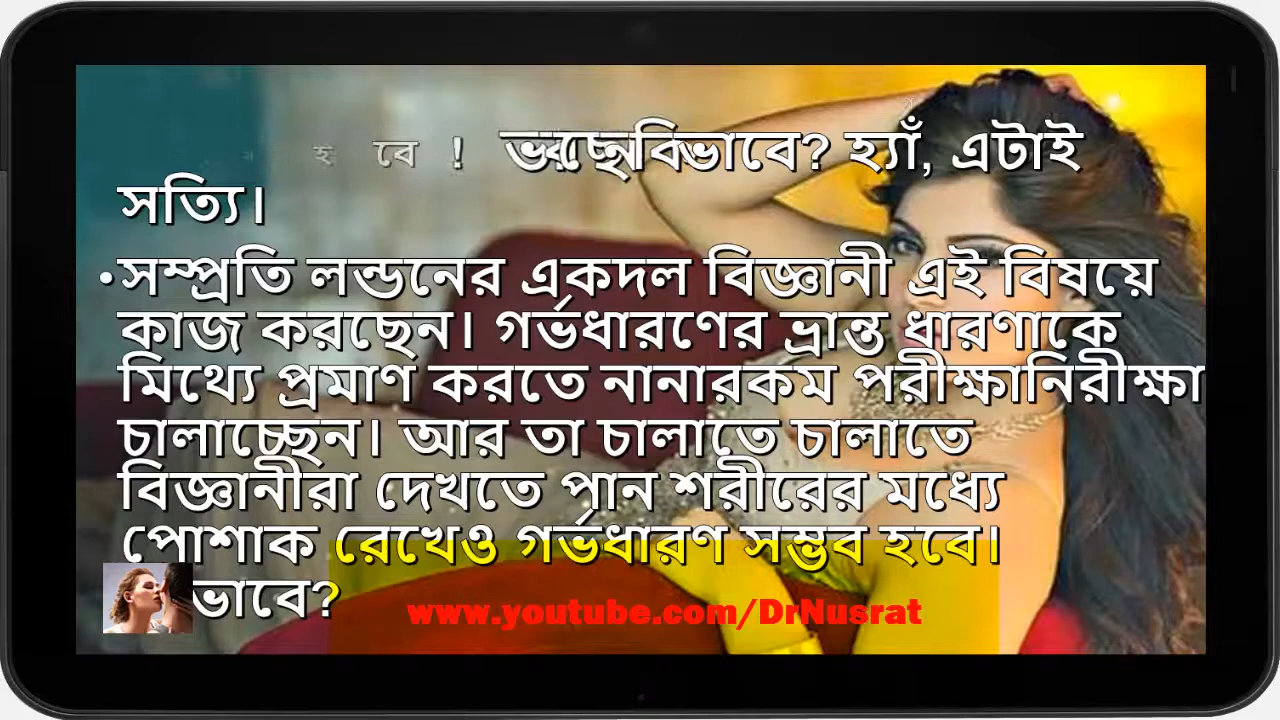 হ বে ! ভাবে? হ্যাঁ, এটাই
সত্যি।
•সম্প্রতি লন্ডনের একদল বিজ্ঞানী এই বিষয়ে
কাজ করছেন। গর্ভধারণের ভ্রান্ত ধারণাকে
মিথ্যে প্রমাণ করতে নানারকম পরীক্ষানিরীক্ষা
চালাচ্ছেন। আর তা চালাতে চালাতে
বিজ্ঞানীরা দেখতে পান শরীরের মধ্যে
পোশাক রেখেও গর্ভধারণ সম্ভব হবে।
ভাবে?
www.youtube.com/DrNusrat